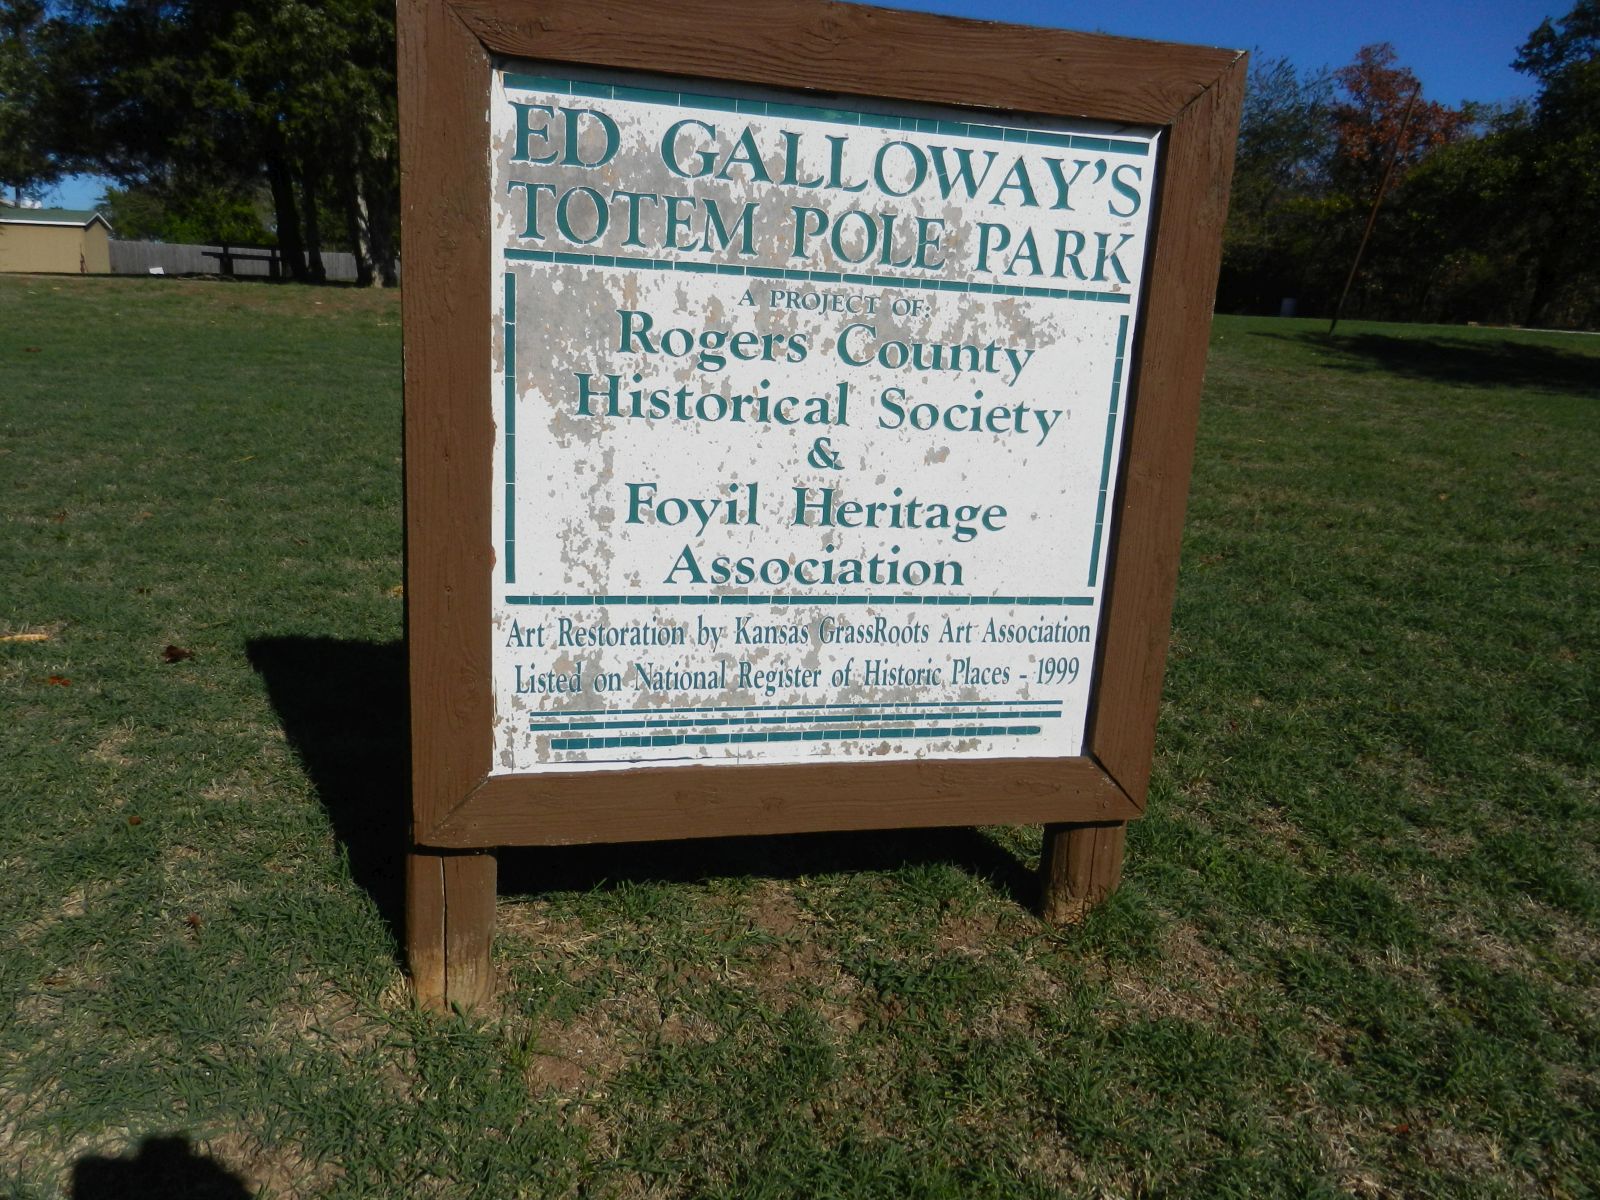 ED GALLOWAY'S
TOTEM POLE PARK
A PROJECT OF:
Rogers County
Historical Society
&
Foyil Heritage
Association
Art Restoration by Kansas GrassRoots Art Association
Listed on National Register of Historic Places - 1999